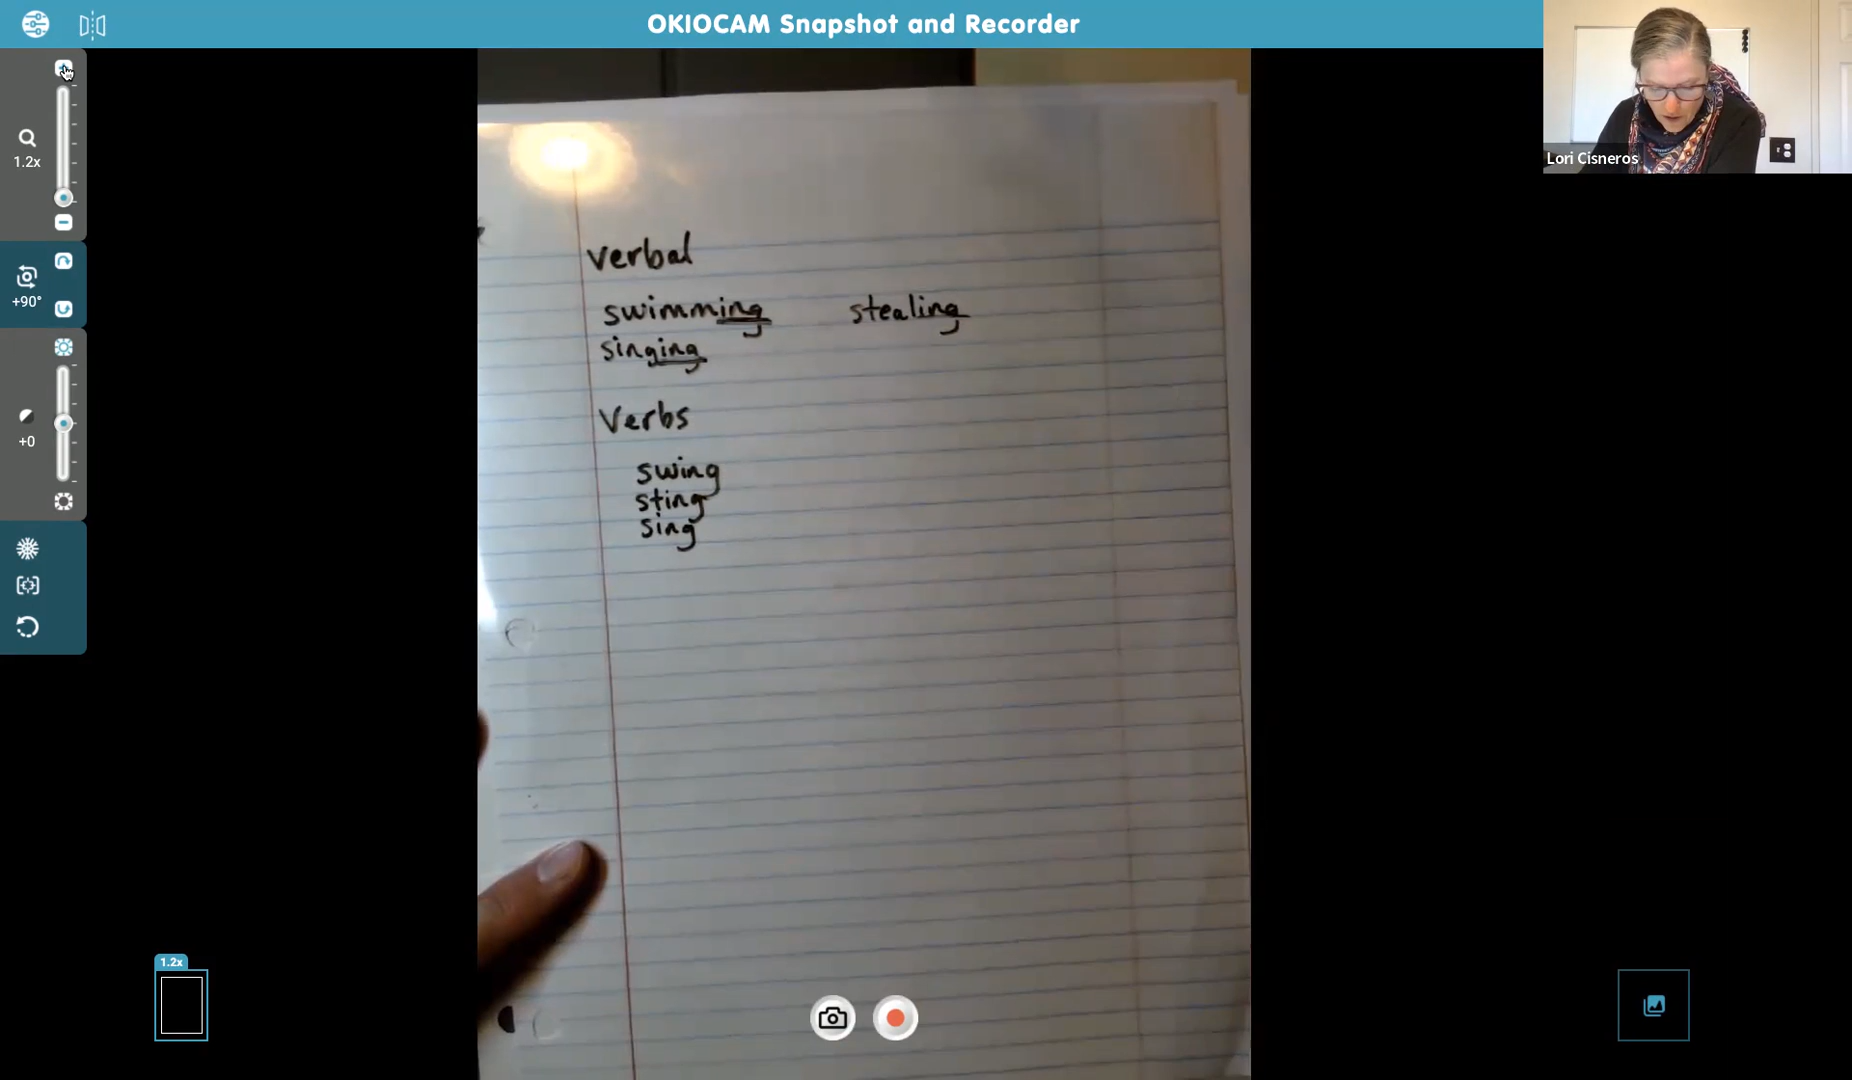 OKIOCAM Snapshot and Recorder
Lori Cisneros
1.2x
+90°
+0
verbal
swimming stealing
singing
Verbs
swing
sting
sing
1.2x